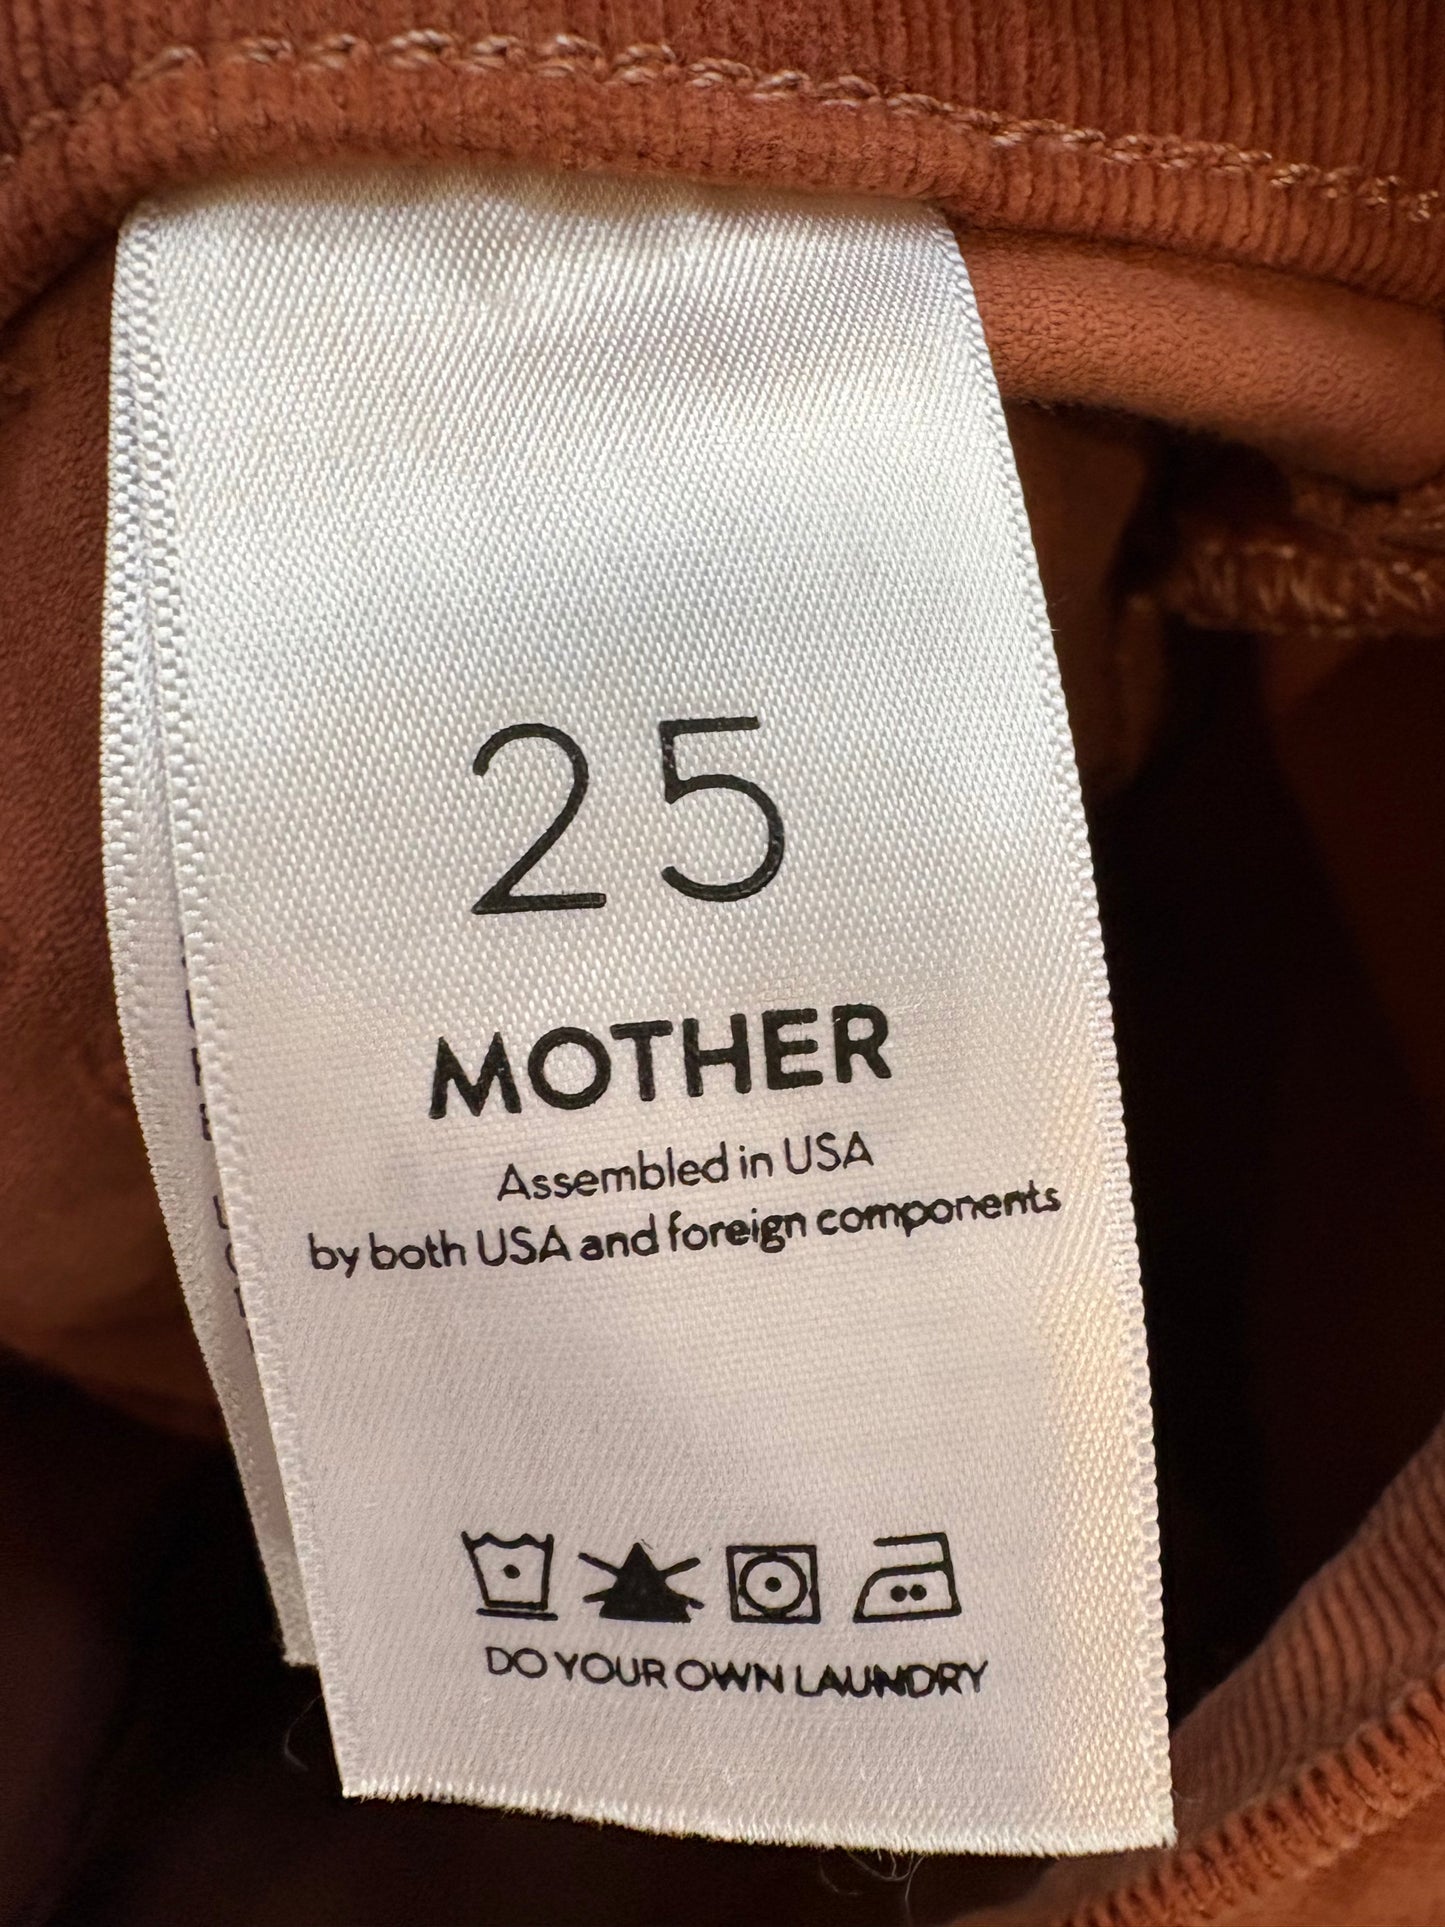 25
MOTHER
Assembled in USA
by both USA and foreign components
DO YOUR OWN LAUNDRY